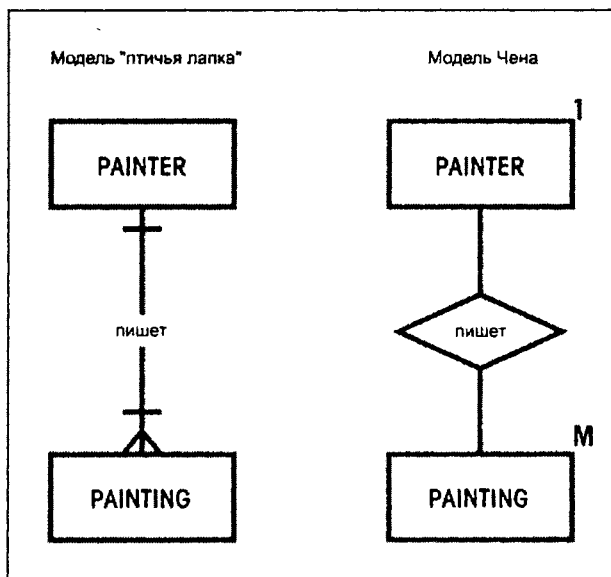 Модель "птичья лапка"
PAINTER
пишет
PAINTING
Модель Чена
1
PAINTER
пишет
M
PAINTING